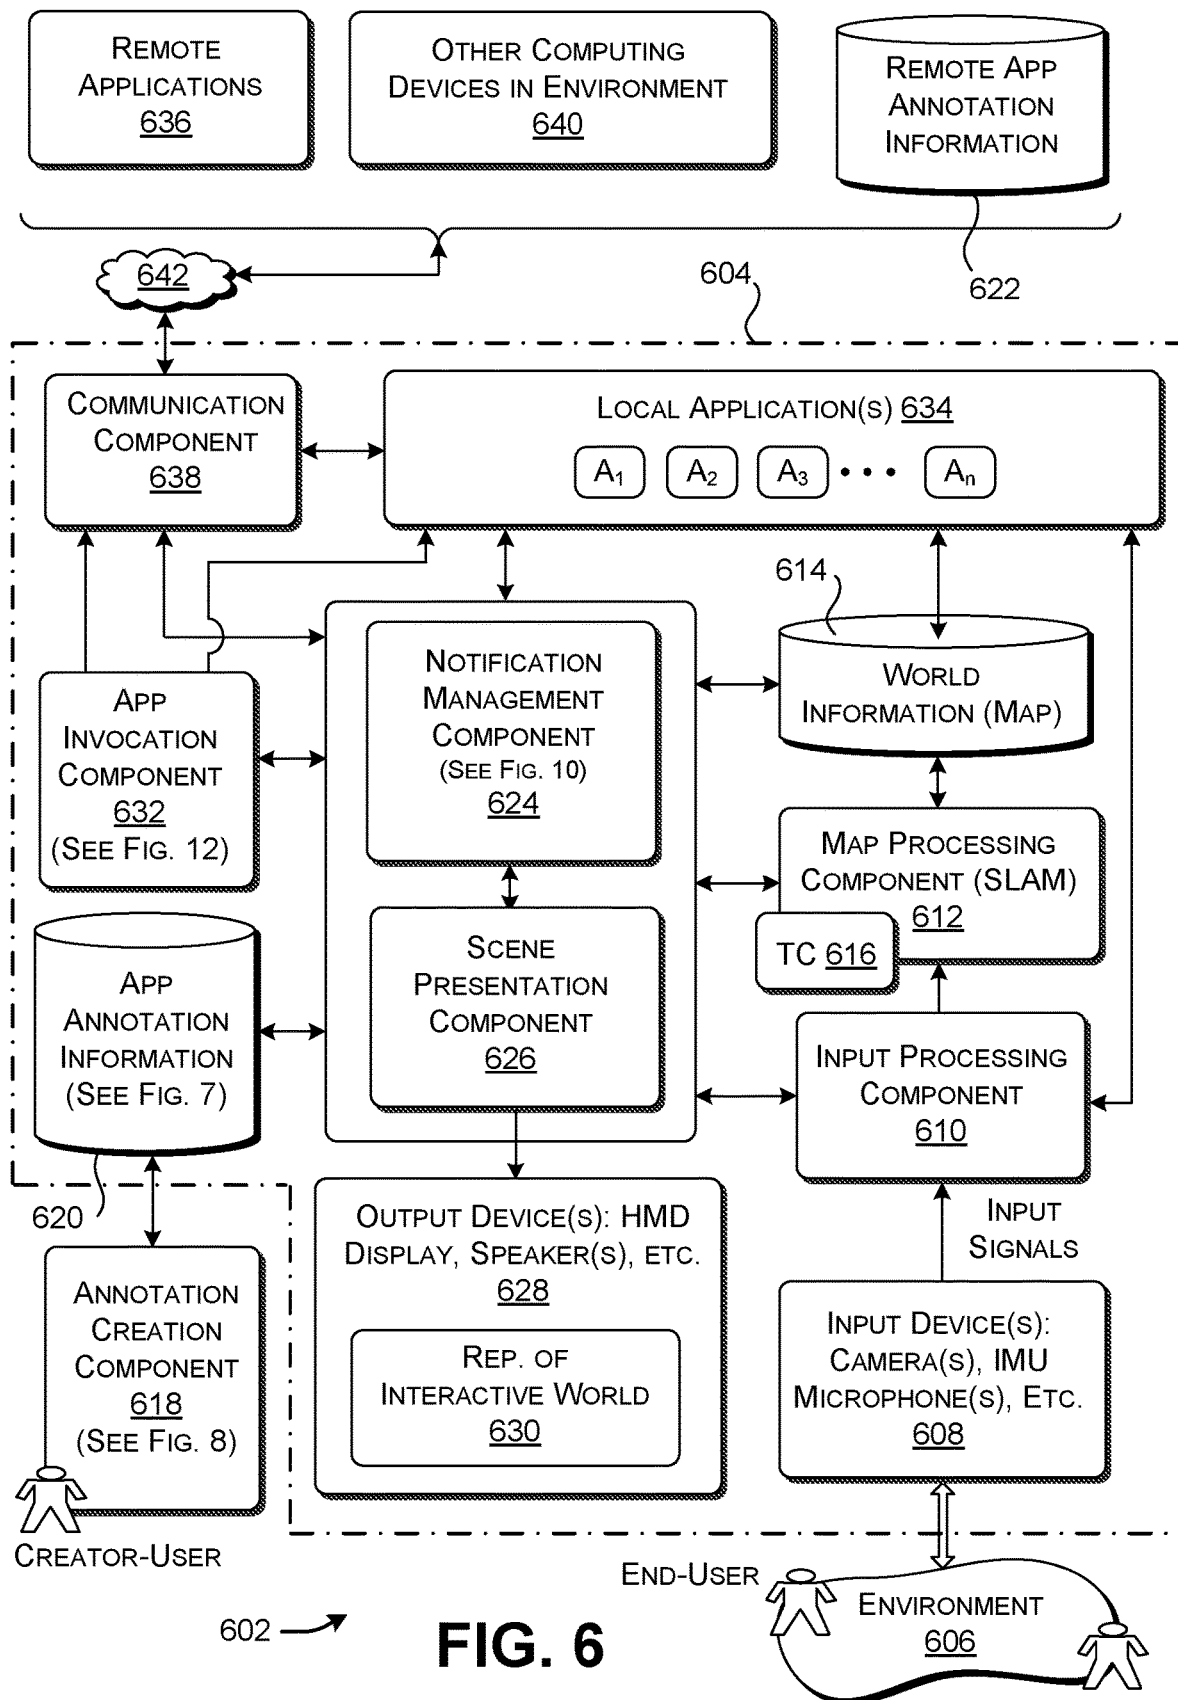 REMOTE
APPLICATIONS
636
OTHER COMPUTING
DEVICES IN ENVIRONMENT
640
REMOTE APP
ANNOTATION
INFORMATION
622
642
604
COMMUNICATION
COMPONENT
638
LOCAL APPLICATION(S) 634
A1
A2
A3
• • •
An
614
WORLD
INFORMATION (MAP)
APP
INVOCATION
COMPONENT
632
(SEE FIG. 12)
NOTIFICATION
MANAGEMENT
COMPONENT
(SEE FIG. 10)
624
MAP PROCESSING
COMPONENT (SLAM)
612
TC 616
APP
ANNOTATION
INFORMATION
(SEE FIG. 7)
620
SCENE
PRESENTATION
COMPONENT
626
INPUT PROCESSING
COMPONENT
610
INPUT
SIGNALS
ANNOTATION
CREATION
COMPONENT
618
(SEE FIG. 8)
CREATOR-USER
OUTPUT DEVICE(S): HMD
DISPLAY, SPEAKER(S), ETC.
628
REP. OF
INTERACTIVE WORLD
630
INPUT DEVICE(S):
CAMERA(S), IMU
MICROPHONE(S), ETC.
608
END-USER
ENVIRONMENT
606
602
FIG. 6